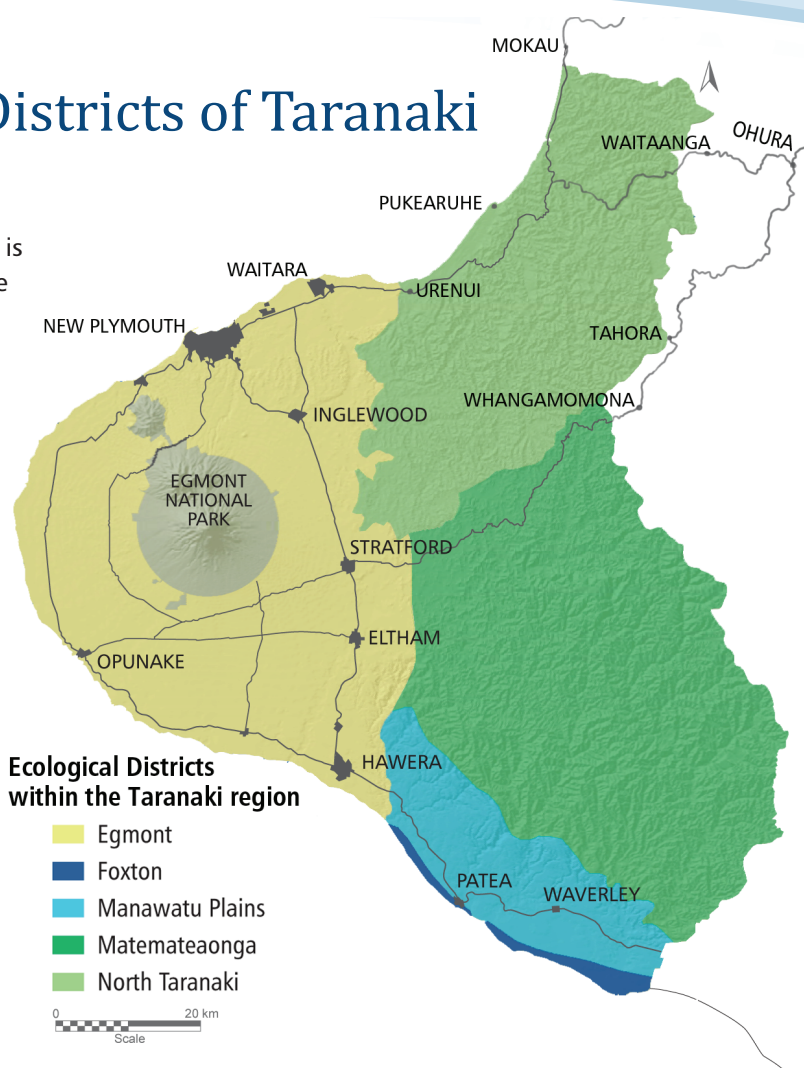 Districts of Taranaki
is
e
MOKAU
WAITAANGA
OHURA
PUKEARUHE
WAITARA
URENUI
NEW PLYMOUTH
TAHORA
WHANGAMOMONA
INGLEWOOD
EGMONT
NATIONAL
PARK
STRATFORD
ELTHAM
OPUNAKE
HAWERA
PATEA
WAVERLEY
Ecological Districts
within the Taranaki region
Egmont
Foxton
Manawatu Plains
Matemateaonga
North Taranaki
0 20 km
Scale